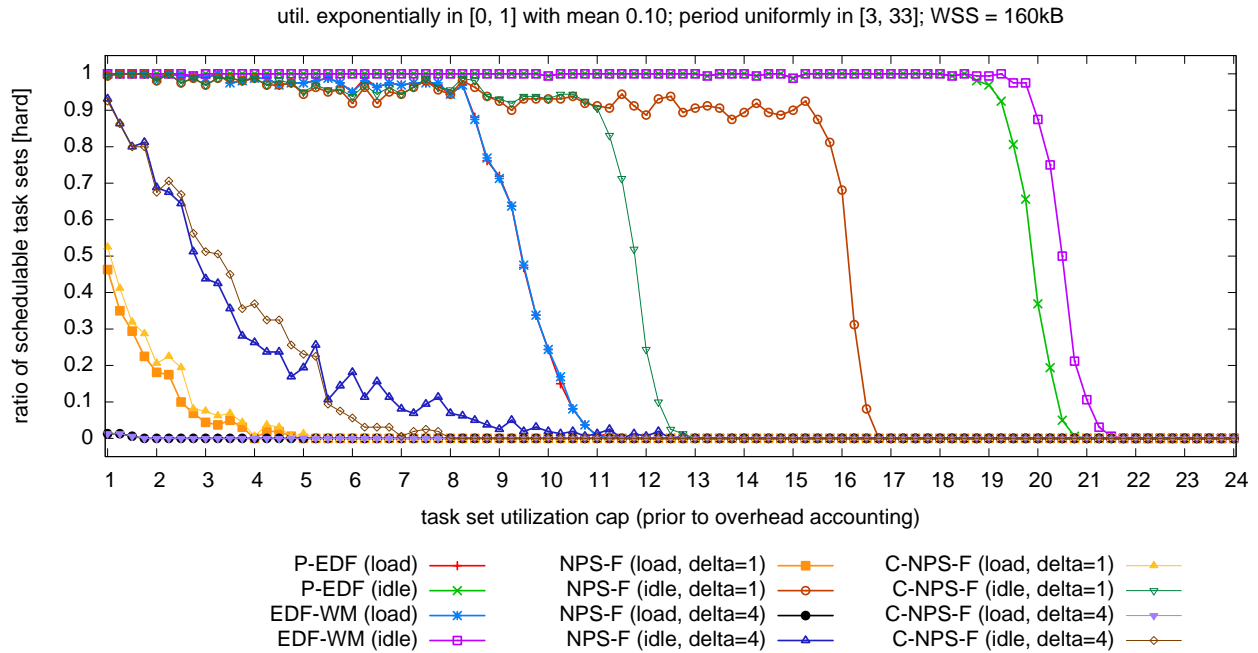 util. exponentially in [0, 1] with mean 0.10; period uniformly in [3, 33]; WSS = 160kB
ratio of schedulable task sets [hard]
1
0.9
0.8
0.7
0.6
0.5
0.4
0.3
0.2
0.1
0
1 2 3 4 5 6 7 8 9 10 11 12 13 14 15 16 17 18 19 20 21 22 23 24
task set utilization cap (prior to overhead accounting)
P-EDF (load) NPS-F (load, delta=1) C-NPS-F (load, delta=1)
P-EDF (idle) NPS-F (idle, delta=1) C-NPS-F (idle, delta=1)
EDF-WM (load) NPS-F (load, delta=4) C-NPS-F (load, delta=4)
EDF-WM (idle) NPS-F (idle, delta=4) C-NPS-F (idle, delta=4)